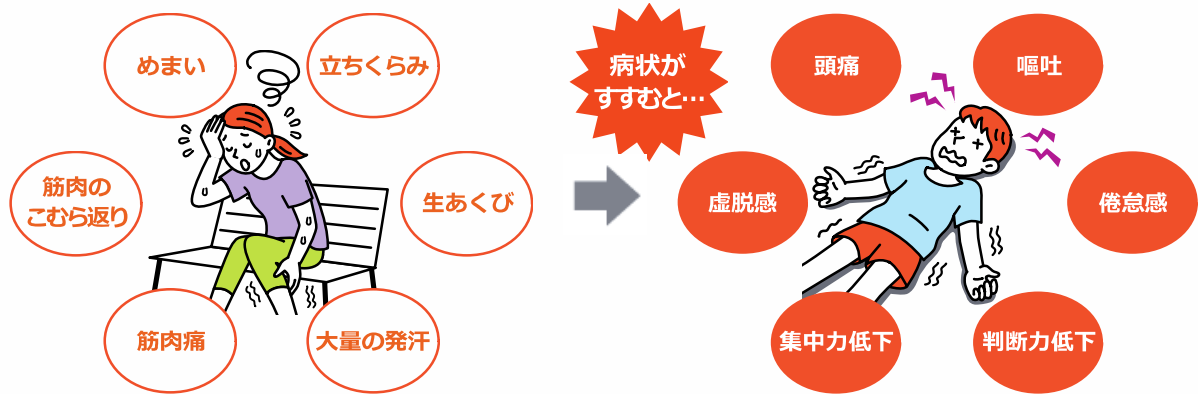 めまい
立ちくらみ
筋肉の
こむら返り
生あくび
筋肉痛
大量の発汗
病状が
すすむと…
頭痛
嘔吐
虚脱感
倦怠感
集中力低下
判断力低下